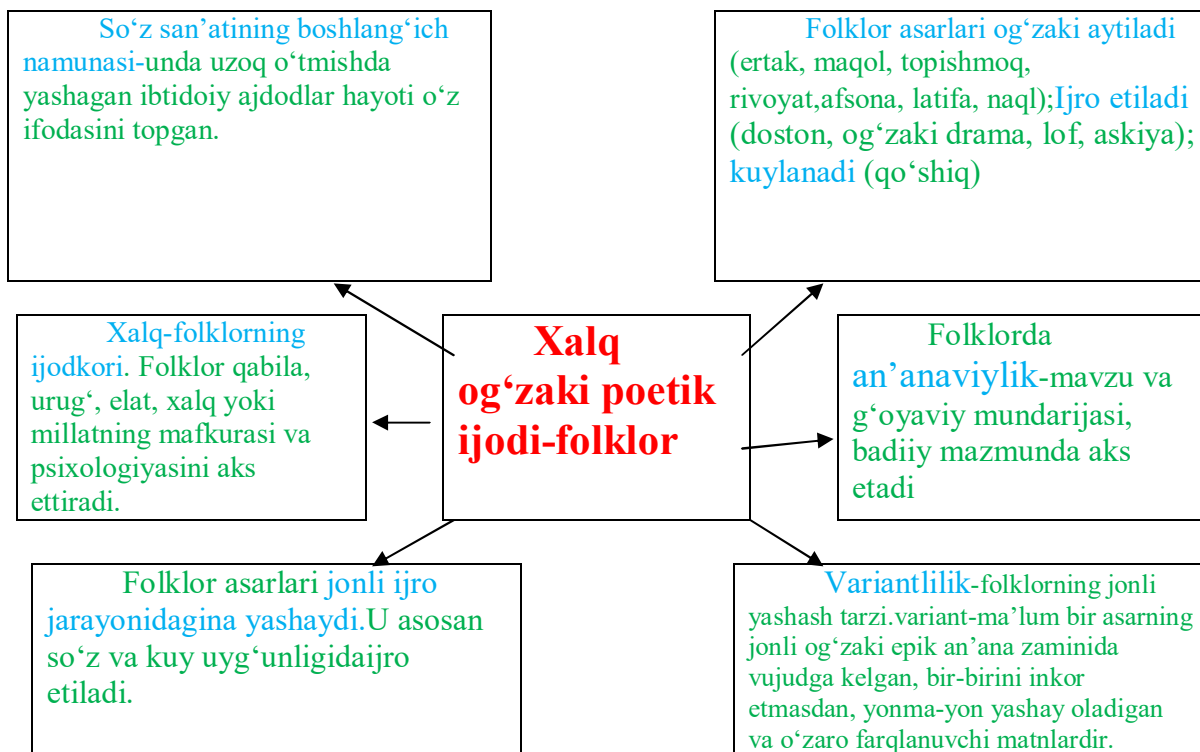 So‘z san’atining boshlang‘ich
namunasi-unda uzoq o‘tmishda
yashagan ibtidoiy ajdodlar hayoti o‘z
ifodasini topgan.
Folklor asarlari og‘zaki aytiladi
(ertak, maqol, topishmoq,
rivoyat,afsona, latifa, naql);Ijro etiladi
(doston, og‘zaki drama, lof, askiya);
kuylanadi (qo‘shiq)
Xalq-folklorning
ijodkori. Folklor qabila,
urug‘, elat, xalq yoki
millatning mafkurasi va
psixologiyasini aks
ettiradi.
Xalq
og‘zaki poetik
ijodi-folklor
Folklorda
an’anaviylik-mavzu va
g‘oyaviy mundarijasi,
badiiy mazmunda aks
etadi
Folklor asarlari jonli ijro
jarayonidagina yashaydi.U asosan
so‘z va kuy uyg‘unligidaijro
etiladi.
Variantlilik-folklorning jonli
yashash tarzi.variant-ma’lum bir asarning
jonli og‘zaki epik an’ana zaminida
vujudga kelgan, bir-birini inkor
etmasdan, yonma-yon yashay oladigan
va o‘zaro farqlanuvchi matnlardir.